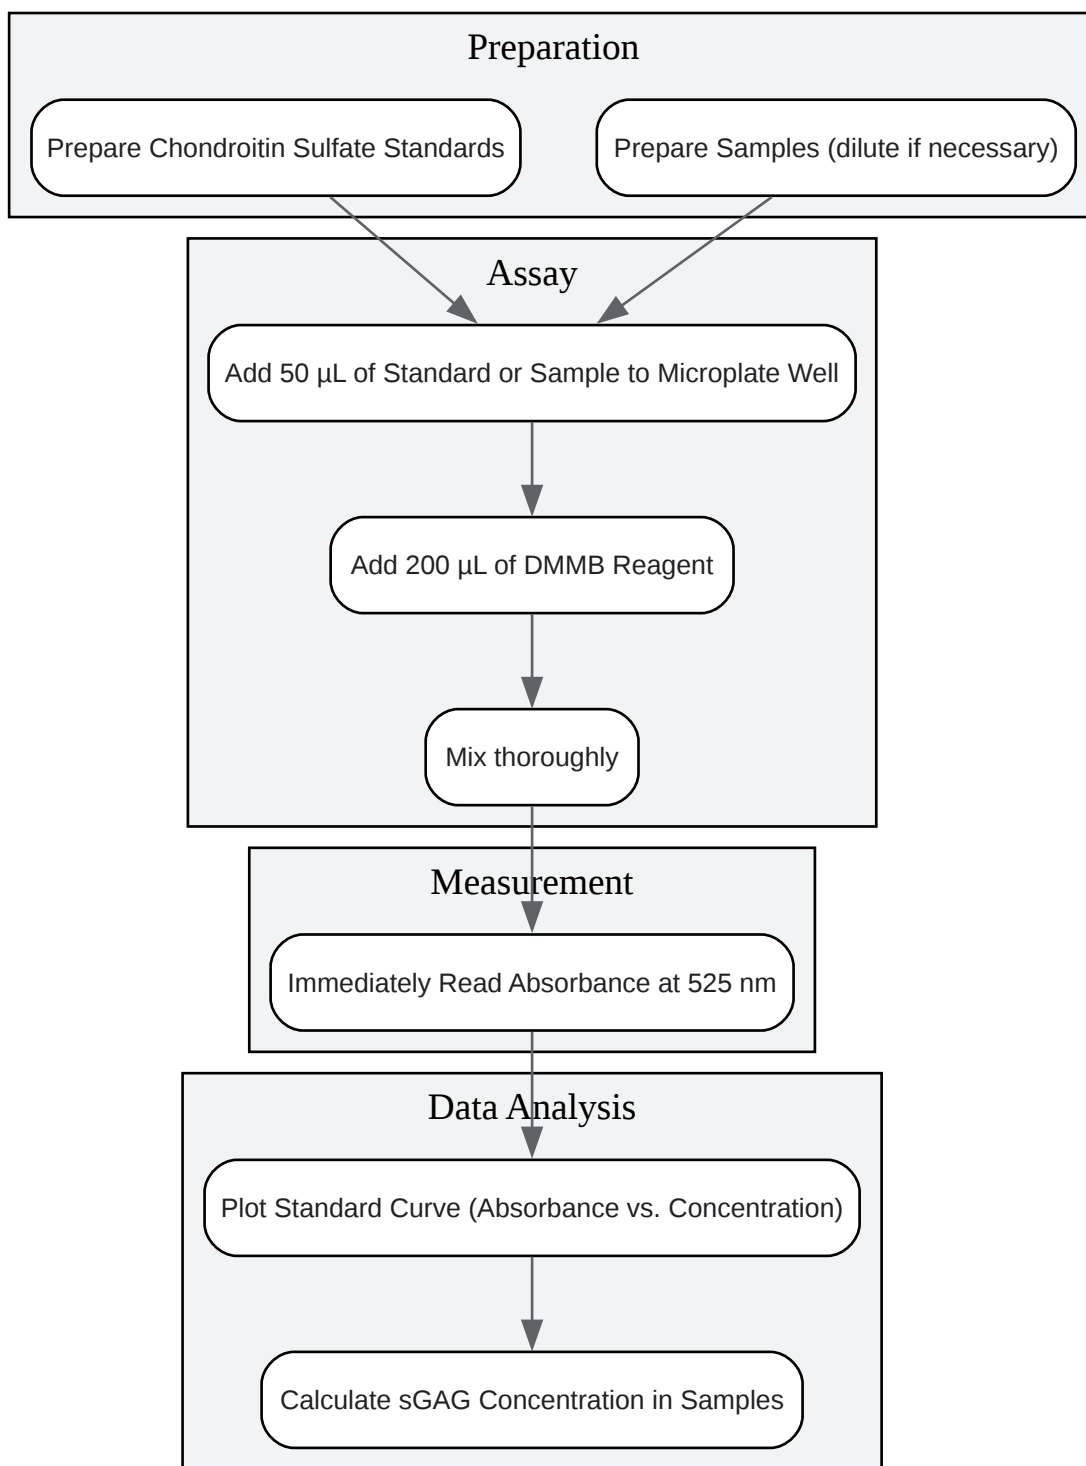 Preparation
Prepare Chondroitin Sulfate Standards
Prepare Samples (dilute if necessary)
Assay
Add 50 µL of Standard or Sample to Microplate Well
Add 200 µL of DMMB Reagent
Mix thoroughly
Measurement
Immediately Read Absorbance at 525 nm
Data Analysis
Plot Standard Curve (Absorbance vs. Concentration)
Calculate sGAG Concentration in Samples